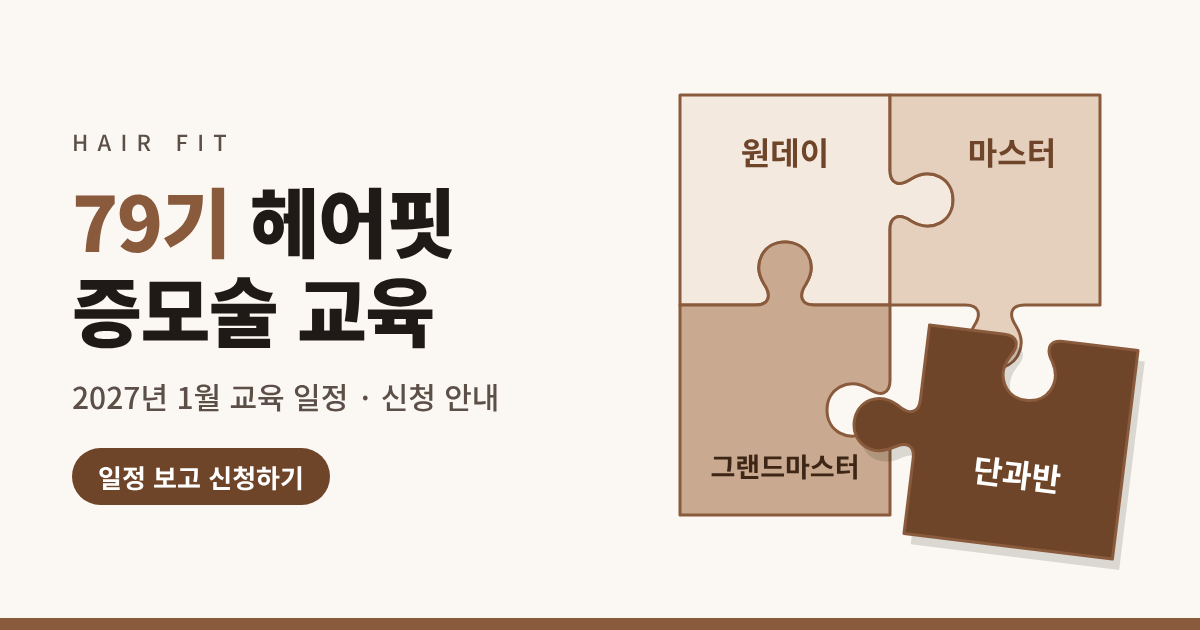 HAIR FIT
79기 헤어핏
증모술 교육
2027년 1월 교육 일정 · 신청 안내
일정 보고 신청하기
원데이
마스터
그랜드마스터
단과반